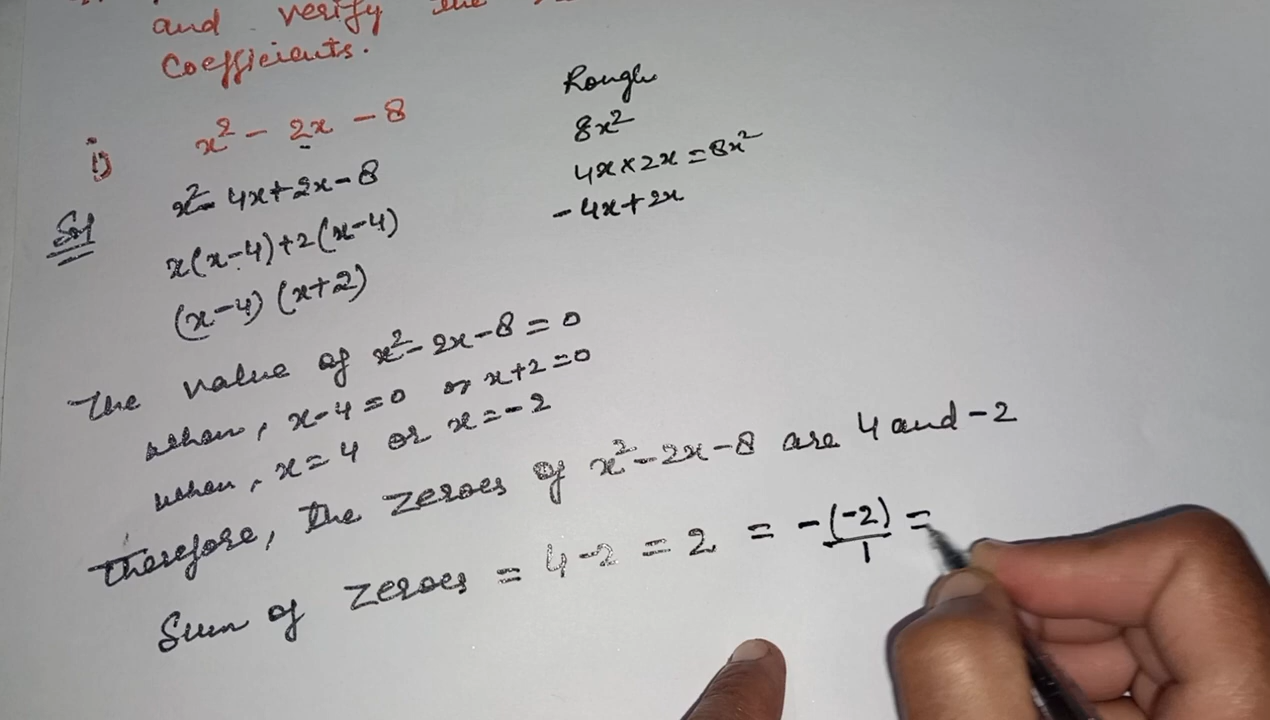 and verify the
Coefficients.
i) x² - 2x - 8
Sol x² - 4x + 2x - 8
x(x-4) + 2(x-4)
(x-4) (x+2)
Rough
8x²
4x × 2x = 8x²
- 4x + 2x
The value of x² - 2x - 8 = 0
when, x-4 = 0 or x+2 = 0
when, x = 4 or x = -2
Therefore, the zeroes of x² - 2x - 8 are 4 and -2
Sum of zeroes = 4 - 2 = 2 = -(-2)/1 =